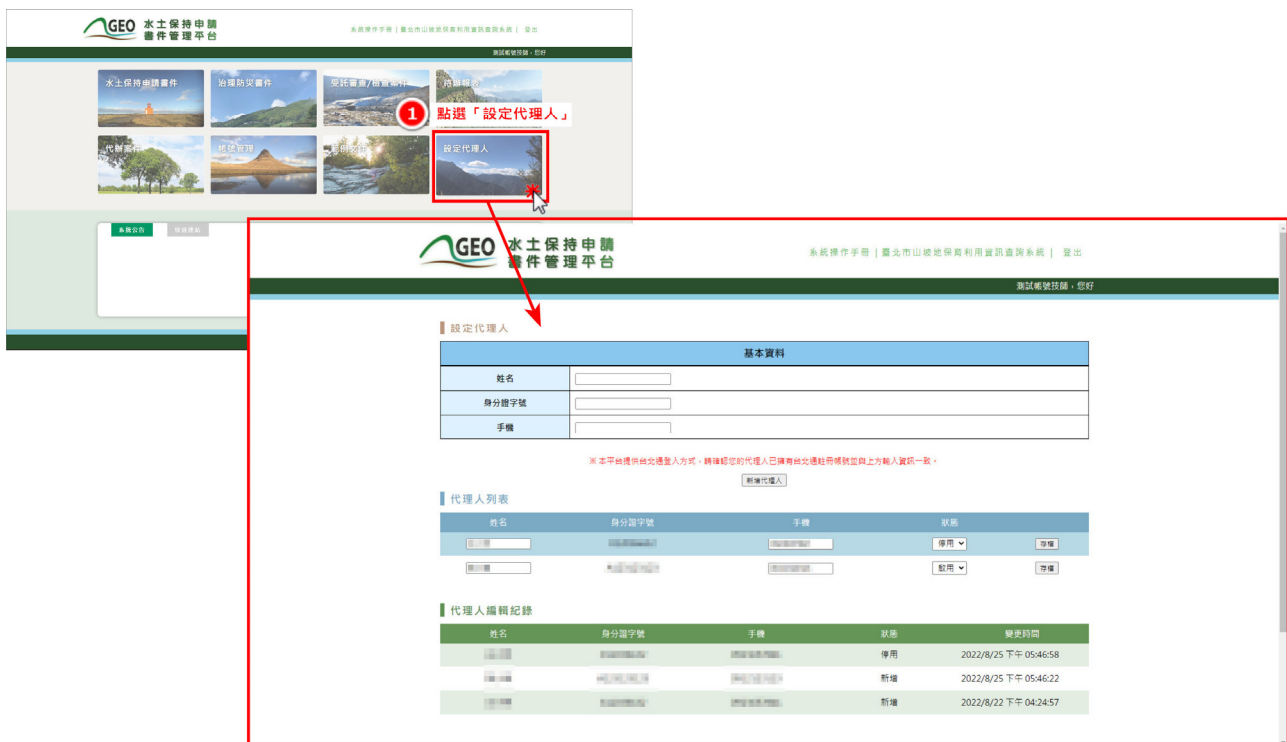 GEO 水土保持申請
書件管理平台
系統操作手冊 | 臺北市山坡地保育利用資訊查詢系統 | 登出
測試帳號技師，您好
水土保持申請書件
治理防災書件
受託審查/檢查案件
待辦
代辦案件
帳號管理
範例文件
設定代理人
1 點選「設定代理人」
系統公告
快速連結
GEO 水土保持申請
書件管理平台
系統操作手冊 | 臺北市山坡地保育利用資訊查詢系統 | 登出
測試帳號技師，您好
設定代理人
基本資料
姓名
身分證字號
手機
※本平台提供台北通登入方式，請確認您的代理人已擁有台北通註冊帳號並與上方輸入資訊一致。
新增代理人
代理人列表
姓名 身分證字號 手機 狀態
停用 存檔
啟用 存檔
代理人編輯紀錄
姓名 身分證字號 手機 狀態 變更時間
停用 2022/8/25 下午 05:46:58
新增 2022/8/25 下午 05:46:22
新增 2022/8/22 下午 04:24:57